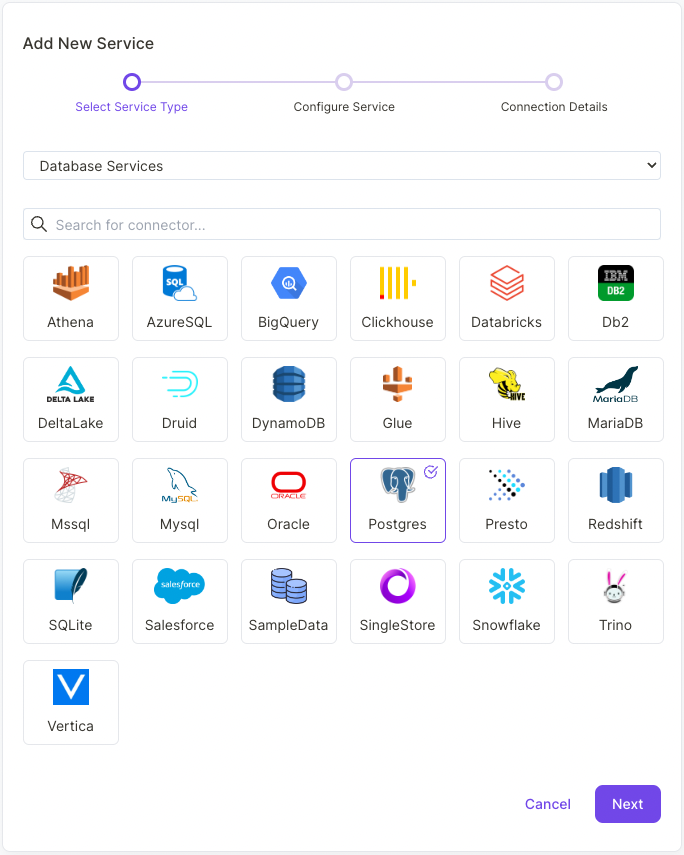 Add New Service
Select Service Type Configure Service Connection Details
Database Services
Search for connector...
SQL
IBM
DB2
Athena AzureSQL BigQuery Clickhouse Databricks Db2
DELTA LAKE
HIVE
MariaDB
DeltaLake Druid DynamoDB Glue Hive MariaDB
MySQL
ORACLE
Mssql Mysql Oracle Postgres Presto Redshift
salesforce
SQLite Salesforce SampleData SingleStore Snowflake Trino
V
Vertica
Cancel Next